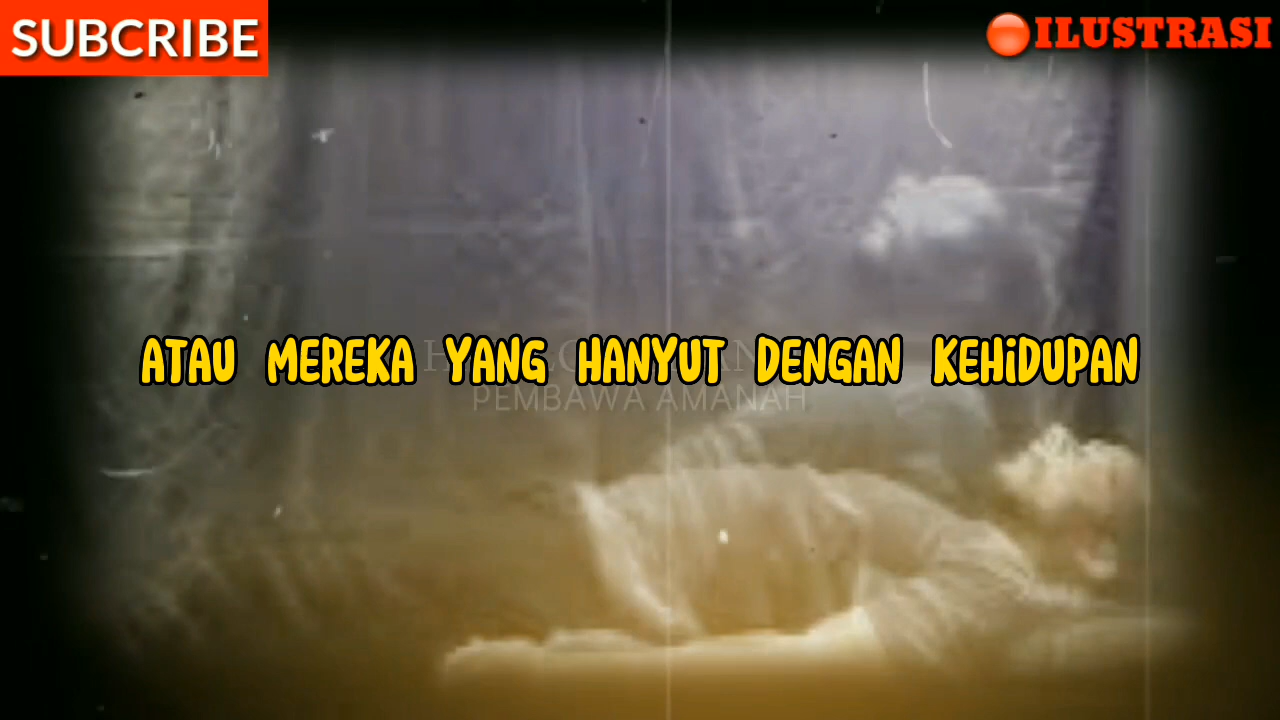 SUBCRIBE
ILUSTRASI
ATAU MEREKA YANG HANYUT DENGAN KEHiDUPAN
PEMBAWA AMANAH